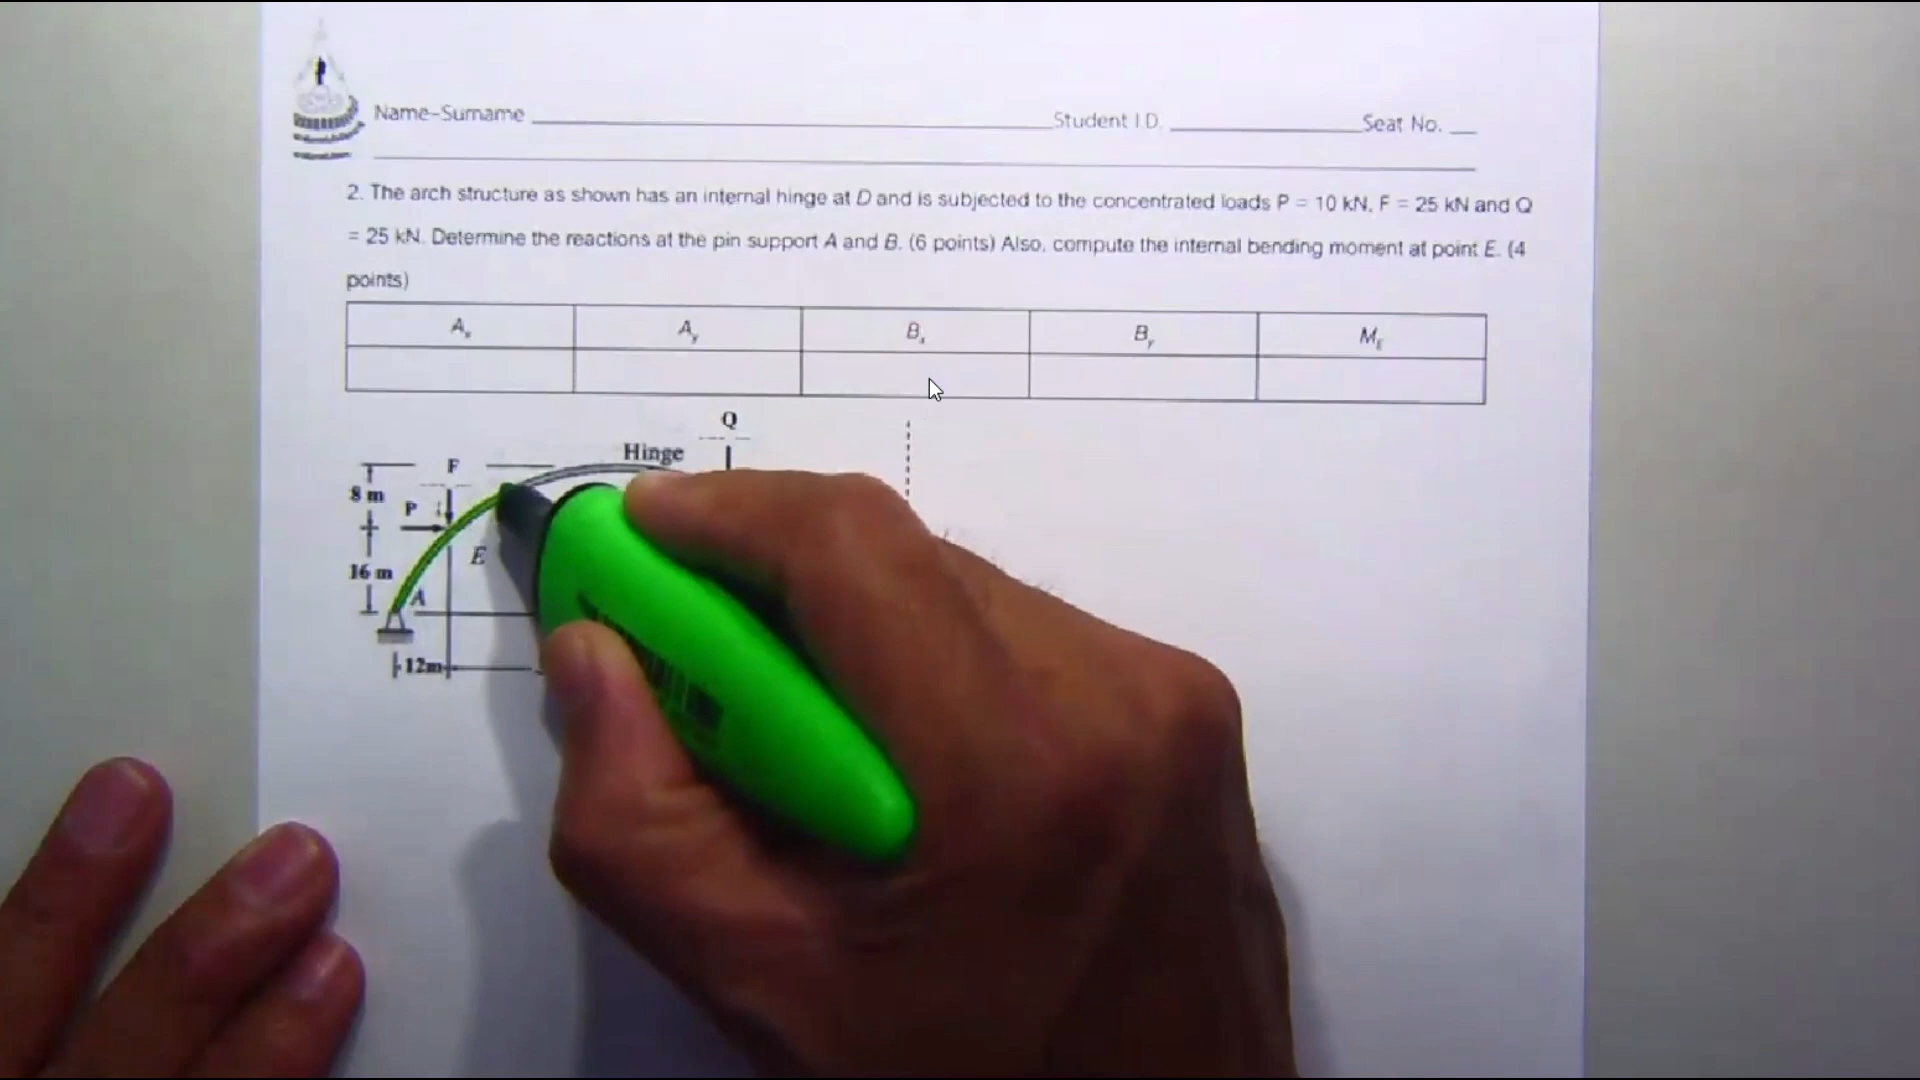 Name-Surname Student I.D. Seat No.
2. The arch structure as shown has an internal hinge at D and is subjected to the concentrated loads P = 10 kN, F = 25 kN and Q
= 25 kN. Determine the reactions at the pin support A and B. (6 points) Also, compute the internal bending moment at point E. (4
points)
Ax Ay Bx By ME
Q
Hinge
F
8 m
P
E
16 m
A
12m